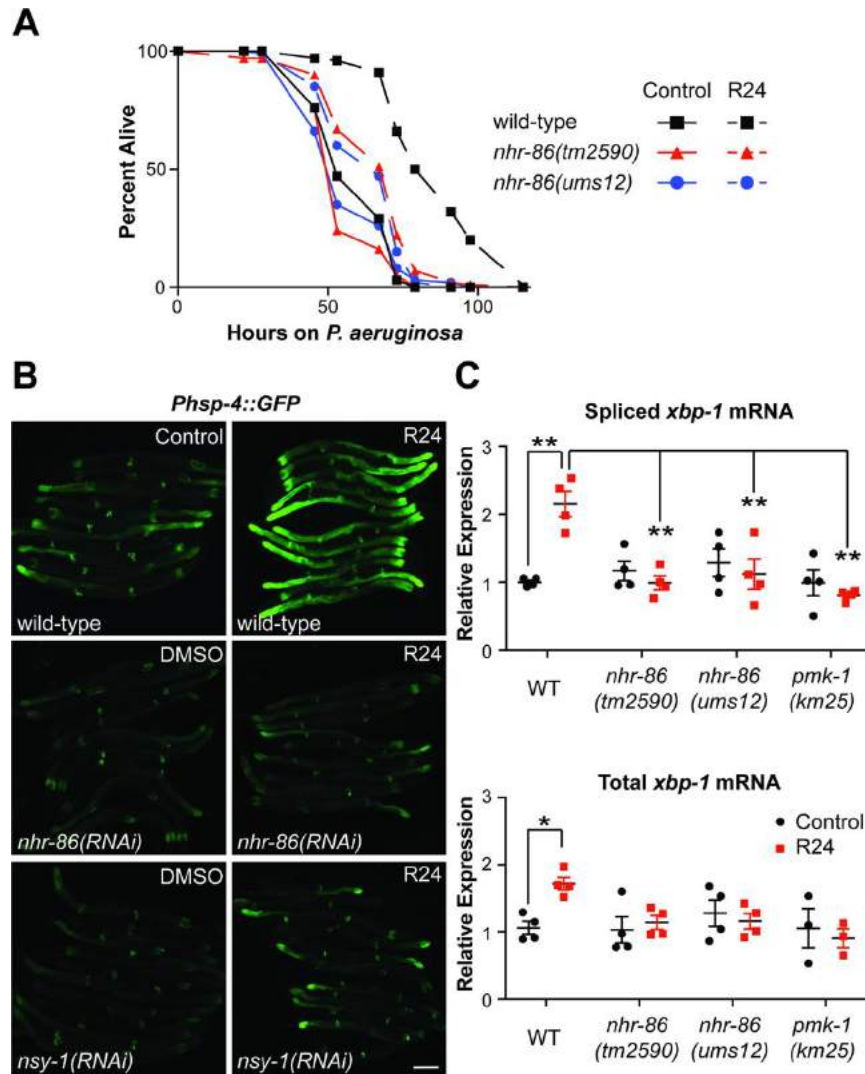 A
Percent Alive
100
50
0
0
50
100
Hours on P. aeruginosa
Control
R24
wild-type
nhr-86(tm2590)
nhr-86(ums12)
B
Phsp-4::GFP
Control
wild-type
R24
wild-type
DMSO
nhr-86(RNAi)
R24
nhr-86(RNAi)
DMSO
nsy-1(RNAi)
R24
nsy-1(RNAi)
C
Spliced xbp-1 mRNA
Relative Expression
3
2
1
0
**
**
**
**
WT
nhr-86
(tm2590)
nhr-86
(ums12)
pmk-1
(km25)
Total xbp-1 mRNA
Relative Expression
3
2
1
0
*
Control
R24
WT
nhr-86
(tm2590)
nhr-86
(ums12)
pmk-1
(km25)